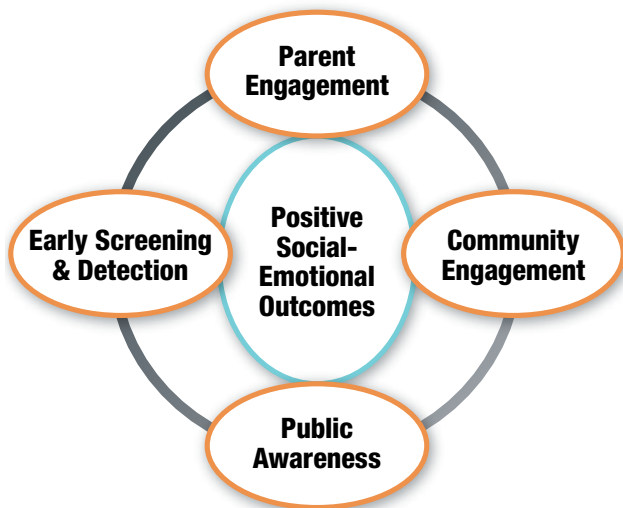 Parent
Engagement
Early Screening
& Detection
Positive
Social-
Emotional
Outcomes
Community
Engagement
Public
Awareness